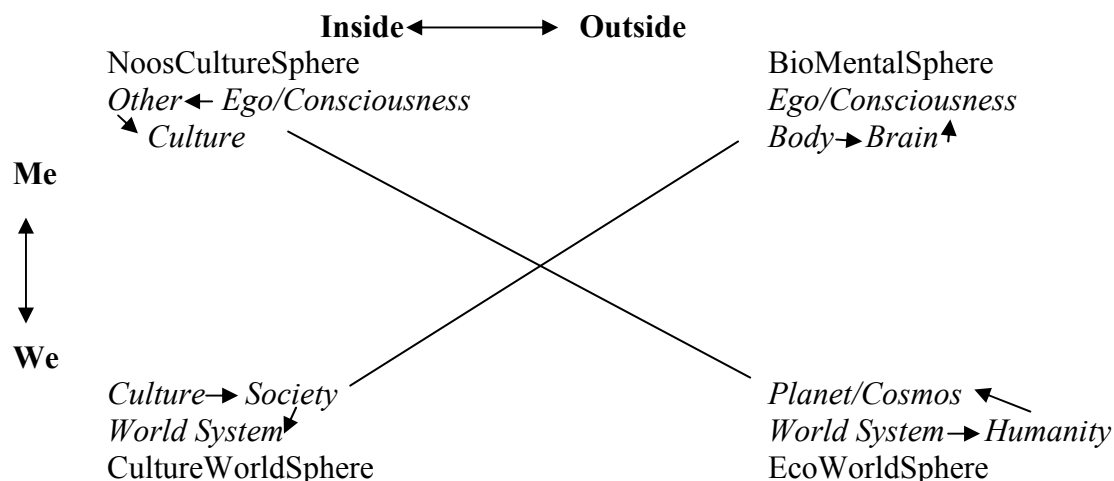 Inside Outside
NoosCultureSphere BioMentalSphere
Other Ego/Consciousness Ego/Consciousness
Culture Body Brain
Me
We
Culture Society Planet/Cosmos
World System World System Humanity
CultureWorldSphere EcoWorldSphere